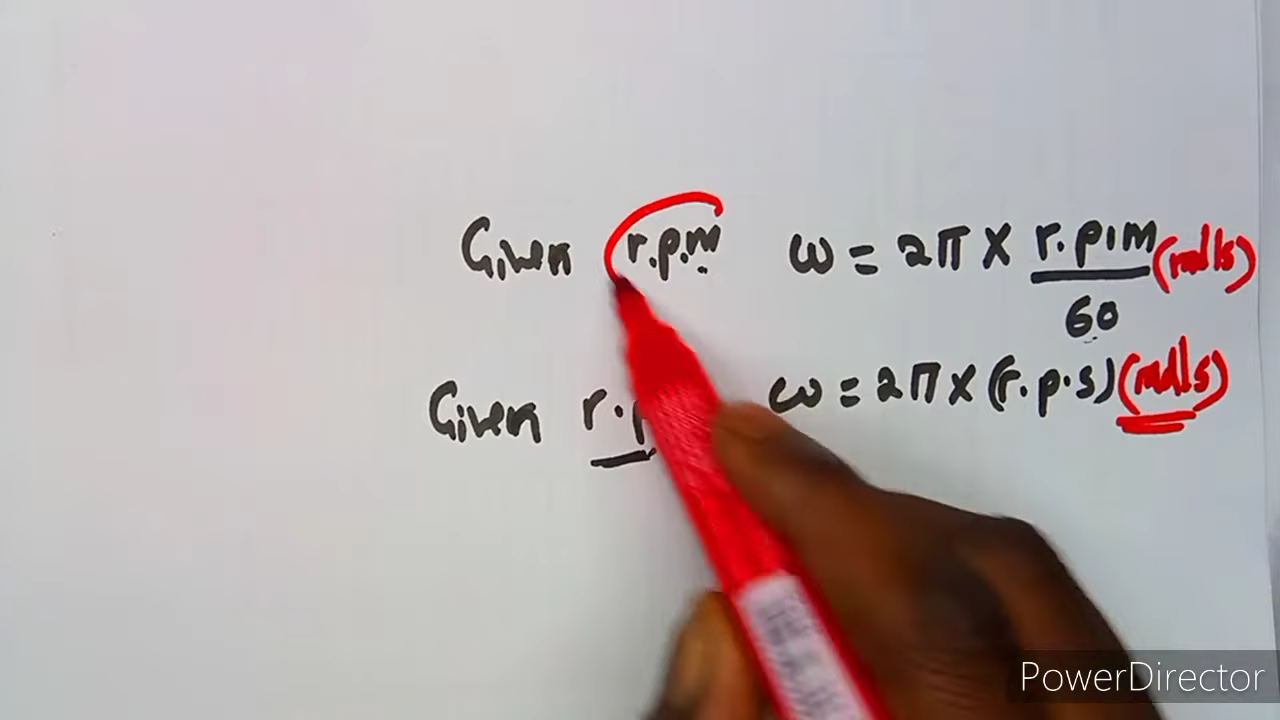 Given r.p.m ω = 2π × r.p.m (rad/s)
60
Given r.p ω = 2π × (r.p.s) (rad/s)
PowerDirector